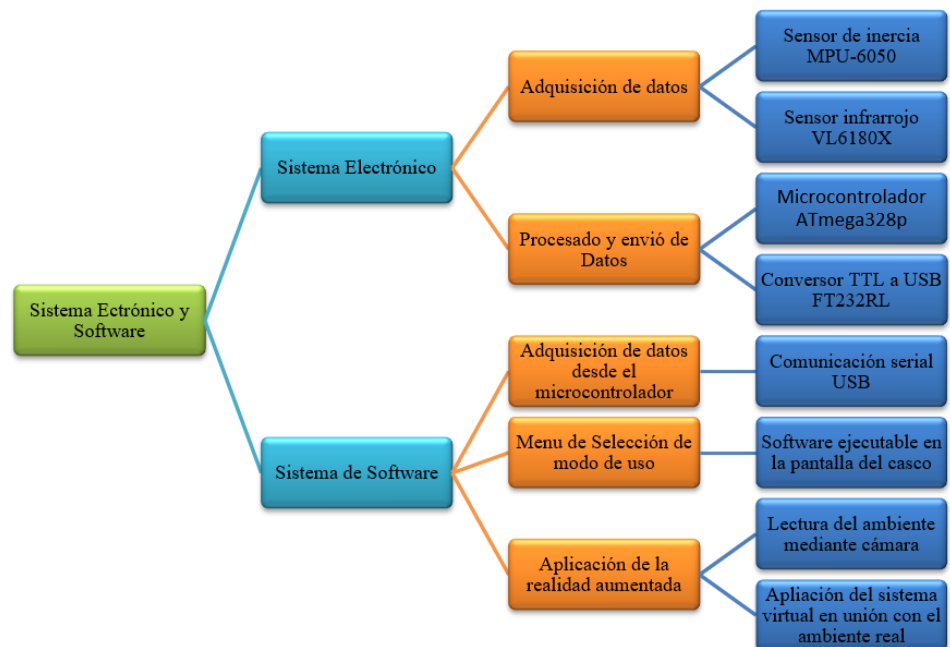 Sistema Ectrónico y
Software
Sistema Electrónico
Adquisición de datos
Sensor de inercia
MPU-6050
Sensor infrarrojo
VL6180X
Procesado y envió de
Datos
Microcontrolador
ATmega328p
Conversor TTL a USB
FT232RL
Sistema de Software
Adquisición de datos
desde el
microcontrolador
Comunicación serial
USB
Menu de Selección de
modo de uso
Software ejecutable en
la pantalla del casco
Aplicación de la
realidad aumentada
Lectura del ambiente
mediante cámara
Apliación del sistema
virtual en unión con el
ambiente real